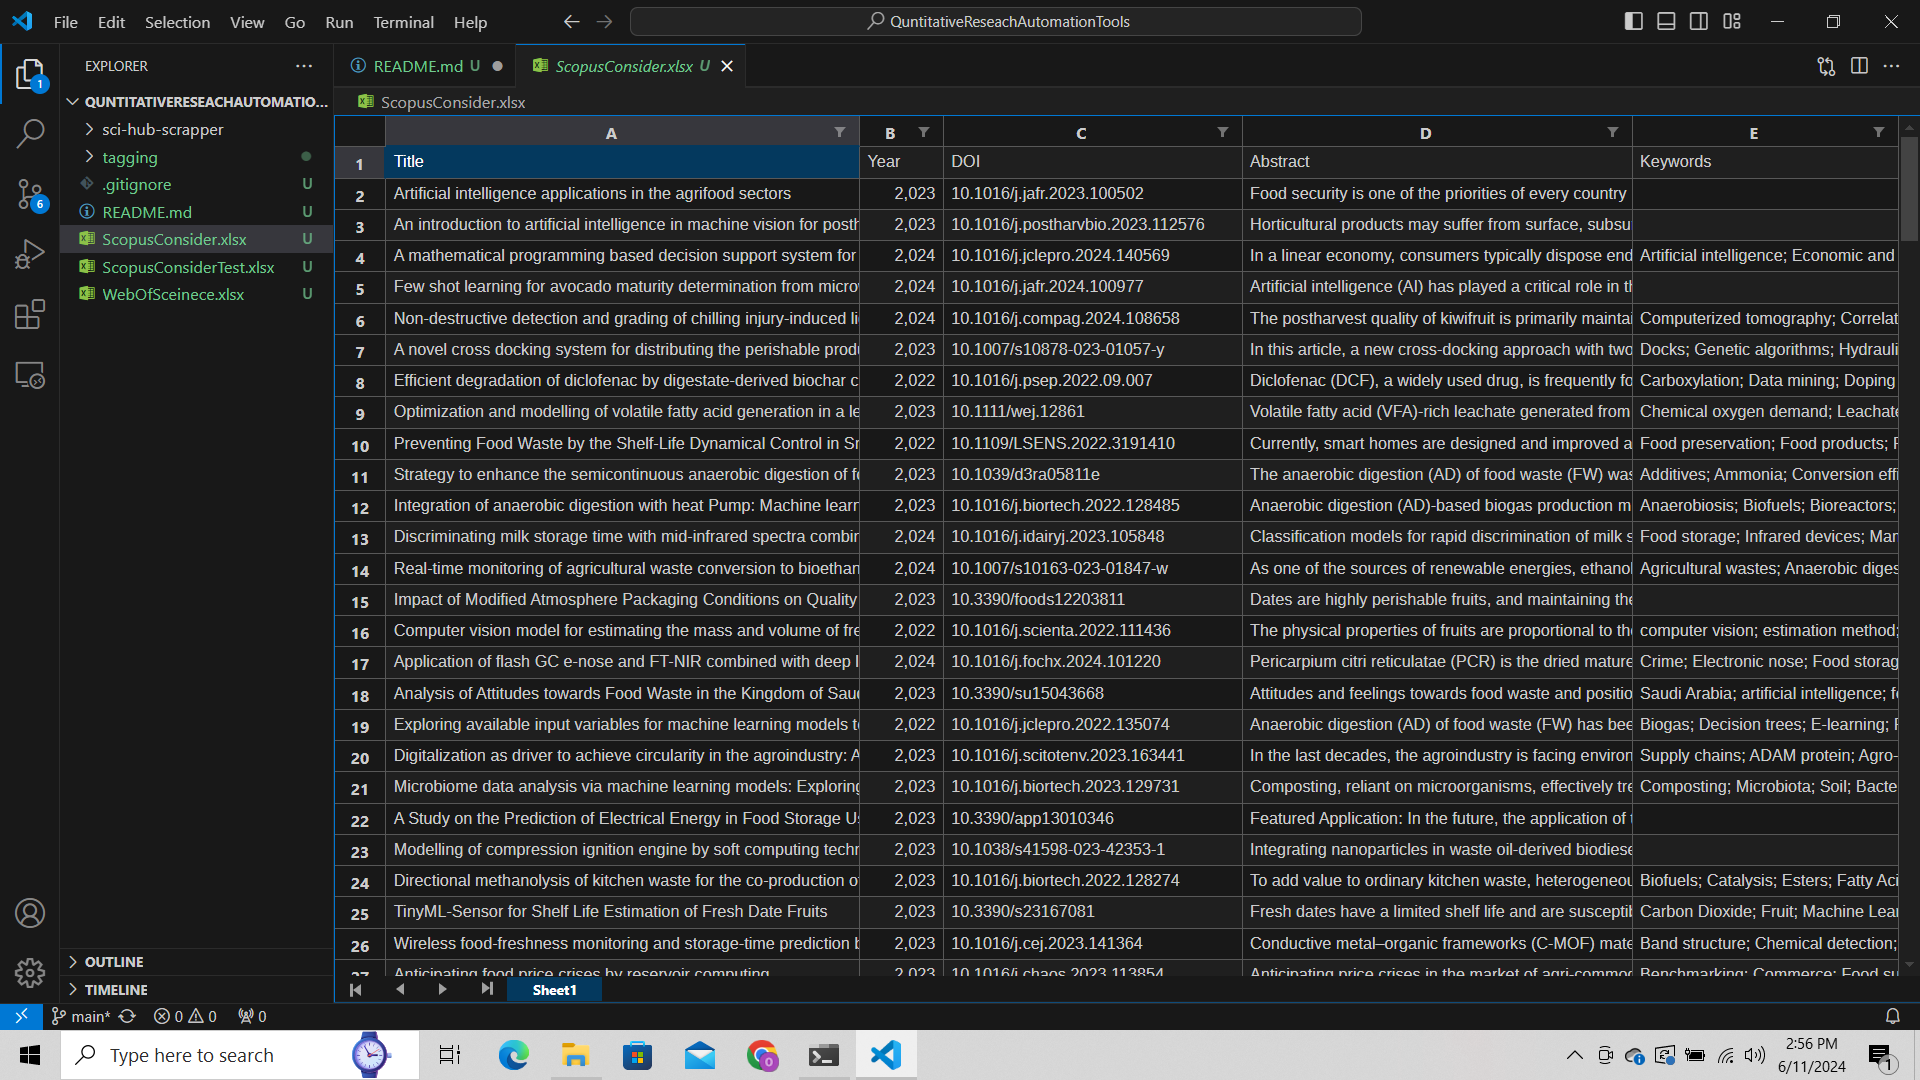 File Edit Selection View Go Run Terminal Help
QuntitativeReseachAutomationTools
EXPLORER
README.md U
ScopusConsider.xlsx U
QUNTITATIVERESEACHAUTOMATIO...
ScopusConsider.xlsx
sci-hub-scrapper
tagging
.gitignore U
README.md U
ScopusConsider.xlsx U
ScopusConsiderTest.xlsx U
WebOfSceinece.xlsx U
1
6
A B C D E
1 Title Year DOI Abstract Keywords
2 Artificial intelligence applications in the agrifood sectors 2,023 10.1016/j.jafr.2023.100502 Food security is one of the priorities of every country
3 An introduction to artificial intelligence in machine vision for posth 2,023 10.1016/j.postharvbio.2023.112576 Horticultural products may suffer from surface, subsu
4 A mathematical programming based decision support system for 2,024 10.1016/j.jclepro.2024.140569 In a linear economy, consumers typically dispose end Artificial intelligence; Economic and
5 Few shot learning for avocado maturity determination from micro 2,024 10.1016/j.jafr.2024.100977 Artificial intelligence (AI) has played a critical role in th
6 Non-destructive detection and grading of chilling injury-induced li 2,024 10.1016/j.compag.2024.108658 The postharvest quality of kiwifruit is primarily maintai Computerized tomography; Correlat
7 A novel cross docking system for distributing the perishable prod 2,023 10.1007/s10878-023-01057-y In this article, a new cross-docking approach with two Docks; Genetic algorithms; Hydrauli
8 Efficient degradation of diclofenac by digestate-derived biochar c 2,022 10.1016/j.psep.2022.09.007 Diclofenac (DCF), a widely used drug, is frequently fo Carboxylation; Data mining; Doping
9 Optimization and modelling of volatile fatty acid generation in a le 2,023 10.1111/wej.12861 Volatile fatty acid (VFA)-rich leachate generated from Chemical oxygen demand; Leachate
10 Preventing Food Waste by the Shelf-Life Dynamical Control in Sr 2,022 10.1109/LSENS.2022.3191410 Currently, smart homes are designed and improved a Food preservation; Food products; F
11 Strategy to enhance the semicontinuous anaerobic digestion of fo 2,023 10.1039/d3ra05811e The anaerobic digestion (AD) of food waste (FW) was Additives; Ammonia; Conversion effi
12 Integration of anaerobic digestion with heat Pump: Machine learn 2,023 10.1016/j.biortech.2022.128485 Anaerobic digestion (AD)-based biogas production m Anaerobiosis; Biofuels; Bioreactors;
13 Discriminating milk storage time with mid-infrared spectra combin 2,024 10.1016/j.idairyj.2023.105848 Classification models for rapid discrimination of milk s Food storage; Infrared devices; Mam
14 Real-time monitoring of agricultural waste conversion to bioethan 2,024 10.1007/s10163-023-01847-w As one of the sources of renewable energies, ethanol Agricultural wastes; Anaerobic diges
15 Impact of Modified Atmosphere Packaging Conditions on Quality 2,023 10.3390/foods12203811 Dates are highly perishable fruits, and maintaining the
16 Computer vision model for estimating the mass and volume of fre 2,022 10.1016/j.scienta.2022.111436 The physical properties of fruits are proportional to the computer vision; estimation method;
17 Application of flash GC e-nose and FT-NIR combined with deep l 2,024 10.1016/j.fochx.2024.101220 Pericarpium citri reticulatae (PCR) is the dried mature Crime; Electronic nose; Food storag
18 Analysis of Attitudes towards Food Waste in the Kingdom of Sauc 2,023 10.3390/su15043668 Attitudes and feelings towards food waste and positio Saudi Arabia; artificial intelligence; fo
19 Exploring available input variables for machine learning models to 2,022 10.1016/j.jclepro.2022.135074 Anaerobic digestion (AD) of food waste (FW) has bee Biogas; Decision trees; E-learning; F
20 Digitalization as driver to achieve circularity in the agroindustry: A 2,023 10.1016/j.scitotenv.2023.163441 In the last decades, the agroindustry is facing environ Supply chains; ADAM protein; Agro-
21 Microbiome data analysis via machine learning models: Exploring 2,023 10.1016/j.biortech.2023.129731 Composting, reliant on microorganisms, effectively tre Composting; Microbiota; Soil; Bacte
22 A Study on the Prediction of Electrical Energy in Food Storage Us 2,023 10.3390/app13010346 Featured Application: In the future, the application of t
23 Modelling of compression ignition engine by soft computing techn 2,023 10.1038/s41598-023-42353-1 Integrating nanoparticles in waste oil-derived biodiese
24 Directional methanolysis of kitchen waste for the co-production of 2,023 10.1016/j.biortech.2022.128274 To add value to ordinary kitchen waste, heterogeneou Biofuels; Catalysis; Esters; Fatty Aci
25 TinyML-Sensor for Shelf Life Estimation of Fresh Date Fruits 2,023 10.3390/s23167081 Fresh dates have a limited shelf life and are susceptib Carbon Dioxide; Fruit; Machine Lear
26 Wireless food-freshness monitoring and storage-time prediction b 2,023 10.1016/j.cej.2023.141364 Conductive metal–organic frameworks (C-MOF) mate Band structure; Chemical detection;
27 Anticipating food price crises by reservoir computing 2,023 10.1016/j.chaos.2023.113854 Anticipating price crises in the market of agri-commod Benchmarking; Commerce; Food su
OUTLINE
TIMELINE
Sheet1
main* 0 0 0
Type here to search
2:56 PM
6/11/2024
1